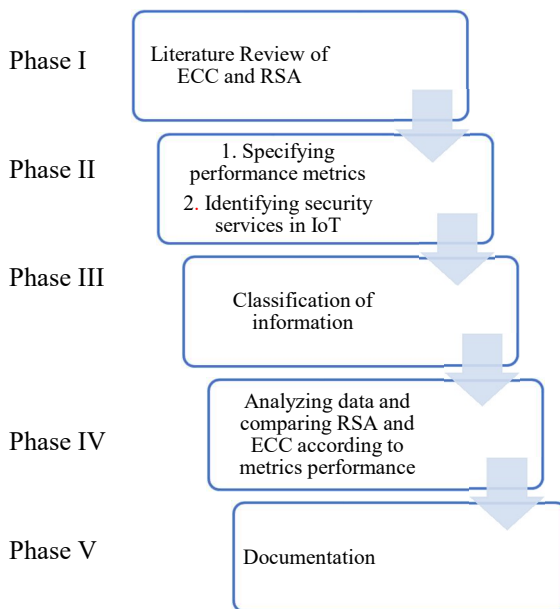 Phase I
Literature Review of
ECC and RSA
Phase II
1. Specifying
performance metrics
2. Identifying security
services in IoT
Phase III
Classification of
information
Phase IV
Analyzing data and
comparing RSA and
ECC according to
metrics performance
Phase V
Documentation